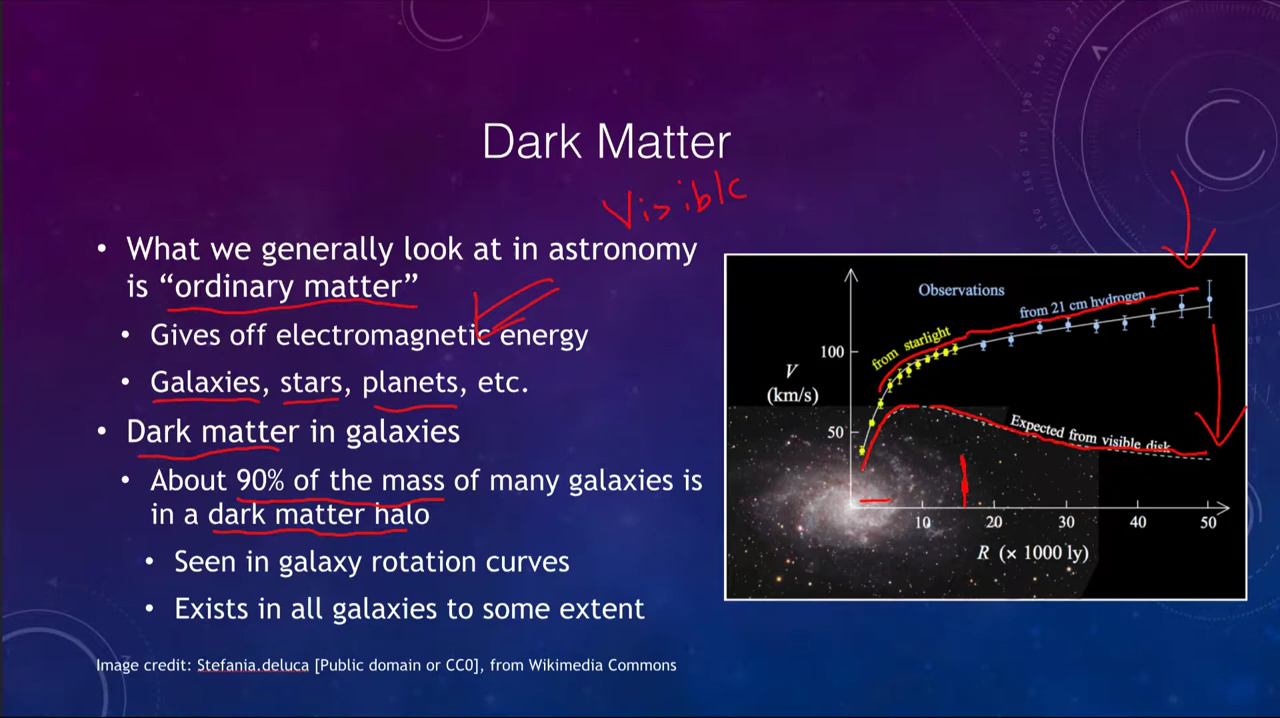 Dark Matter
Visible
• What we generally look at in astronomy
is “ordinary matter”
• Gives off electromagnetic energy
• Galaxies, stars, planets, etc.
• Dark matter in galaxies
• About 90% of the mass of many galaxies is
in a dark matter halo
• Seen in galaxy rotation curves
• Exists in all galaxies to some extent
Image credit: Stefania.deluca [Public domain or CC0], from Wikimedia Commons
Observations
from 21 cm hydrogen
from starlight
100
V
(km/s)
50
Expected from visible disk
10 20 30 40 50
R (× 1000 ly)